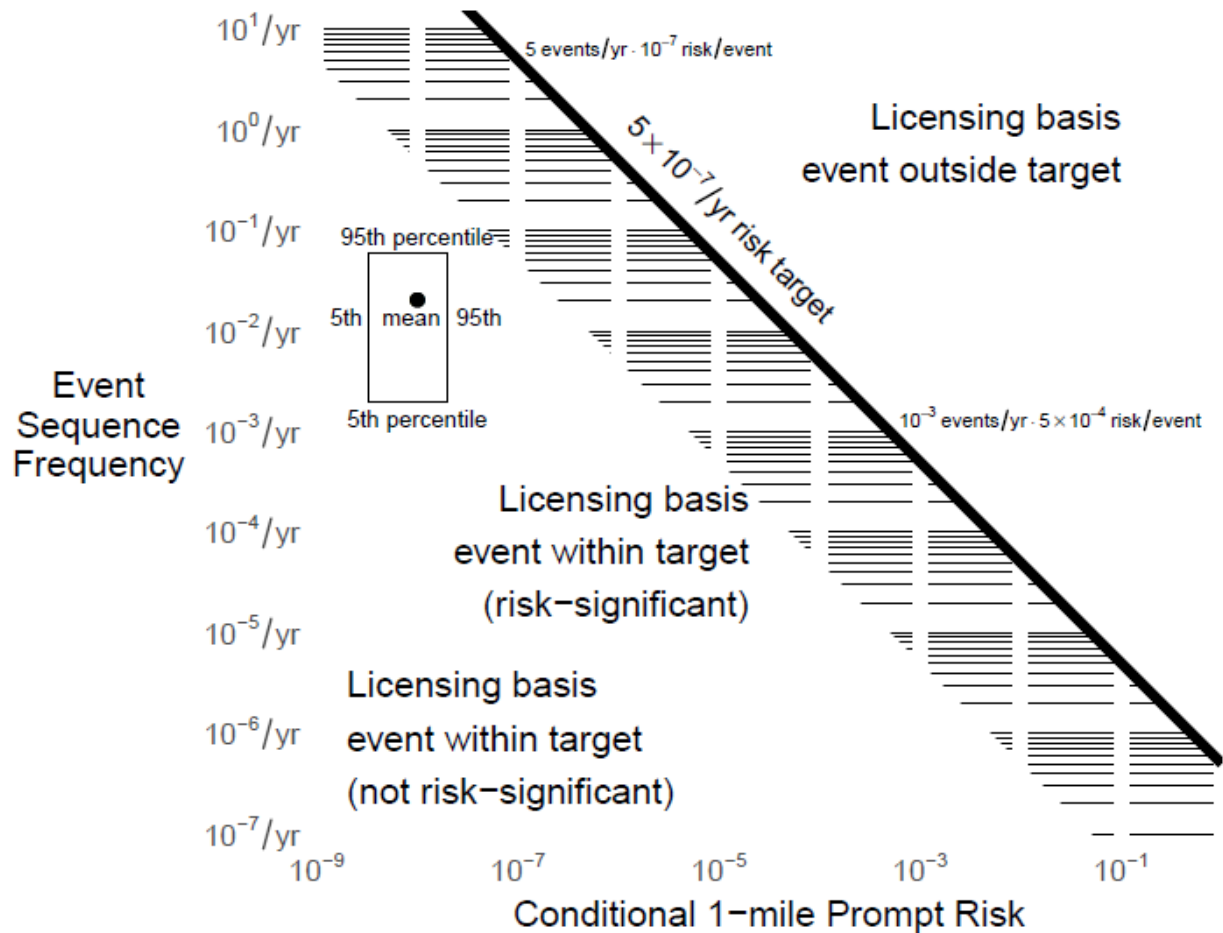 10¹/yr
5 events/yr · 10⁻⁷ risk/event
5×10⁻⁷/yr risk target
Licensing basis
event outside target
10⁰/yr
10⁻¹/yr
95th percentile
5th
mean
95th
5th percentile
10⁻²/yr
Event
Sequence
Frequency
10⁻³/yr
10⁻³ events/yr · 5×10⁻⁴ risk/event
Licensing basis
event within target
(risk−significant)
10⁻⁴/yr
10⁻⁵/yr
Licensing basis
event within target
(not risk−significant)
10⁻⁶/yr
10⁻⁷/yr
10⁻⁹
10⁻⁷
10⁻⁵
10⁻³
10⁻¹
Conditional 1−mile Prompt Risk